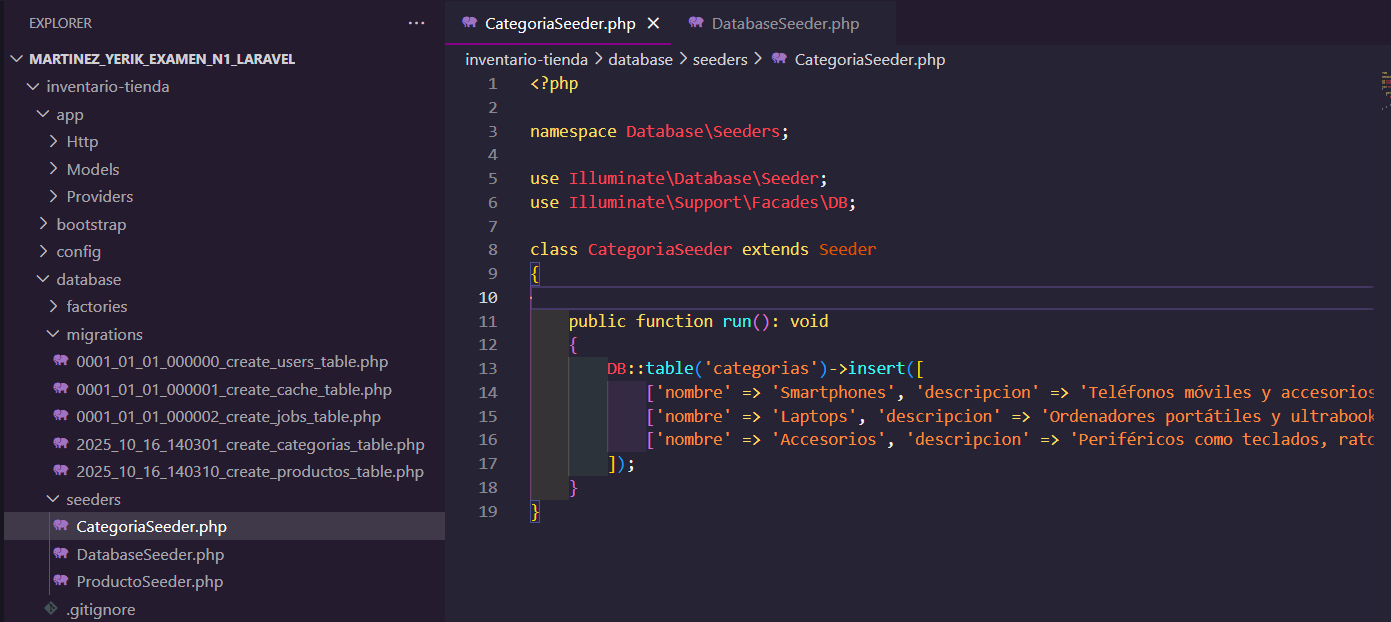 EXPLORER
MARTINEZ_YERIK_EXAMEN_N1_LARAVEL
inventario-tienda
app
Http
Models
Providers
bootstrap
config
database
factories
migrations
0001_01_01_000000_create_users_table.php
0001_01_01_000001_create_cache_table.php
0001_01_01_000002_create_jobs_table.php
2025_10_16_140301_create_categorias_table.php
2025_10_16_140310_create_productos_table.php
seeders
CategoriaSeeder.php
DatabaseSeeder.php
ProductoSeeder.php
.gitignore
CategoriaSeeder.php DatabaseSeeder.php
inventario-tienda > database > seeders > CategoriaSeeder.php
1 <?php
2
3 namespace Database\Seeders;
4
5 use Illuminate\Database\Seeder;
6 use Illuminate\Support\Facades\DB;
7
8 class CategoriaSeeder extends Seeder
9 {
10
11 public function run(): void
12 {
13 DB::table('categorias')->insert([
14 ['nombre' => 'Smartphones', 'descripcion' => 'Teléfonos móviles y accesorios
15 ['nombre' => 'Laptops', 'descripcion' => 'Ordenadores portátiles y ultrabook
16 ['nombre' => 'Accesorios', 'descripcion' => 'Periféricos como teclados, rato
17 ]);
18 }
19 }